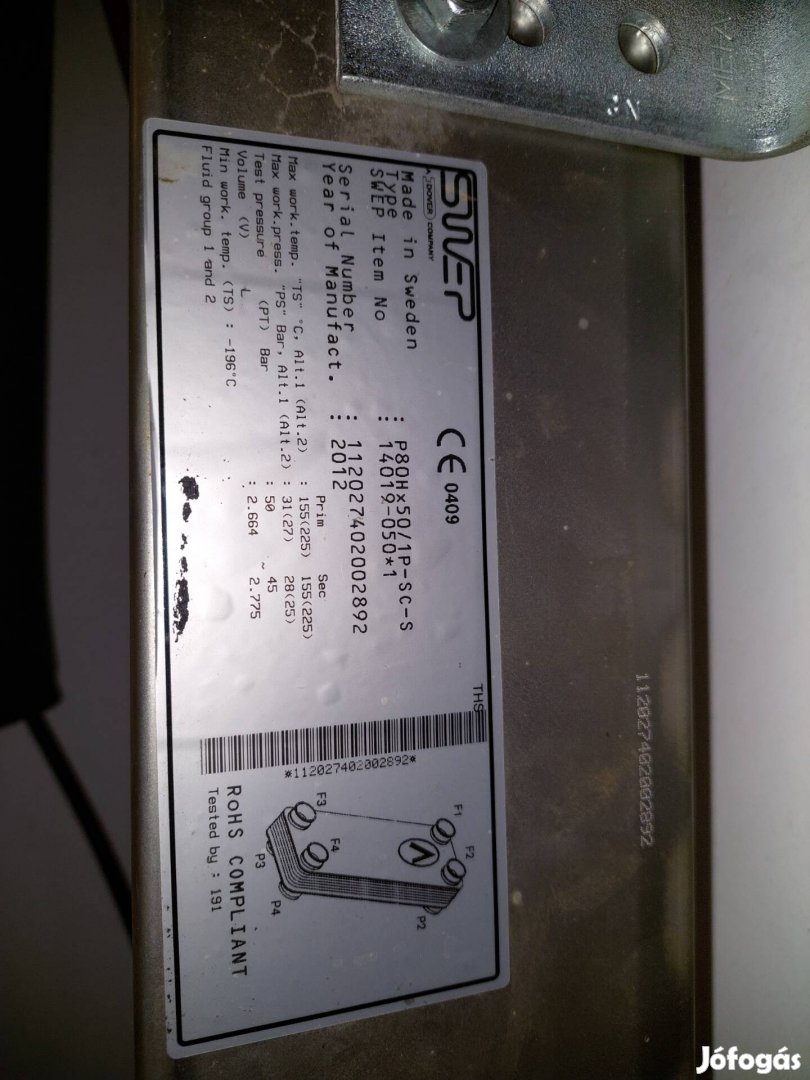 SWEP
A DOVER COMPANY
CE 0409
Made in Sweden
Type : P80Hx50/1P-SC-S
SWEP Item No : 14019-050*1
Serial Number : 112027402002892
Year of Manufact. : 2012
Prim Sec
Max work.temp. "TS" °C, Alt.1 (Alt.2) : 155(225) 155(225)
Max work.press. "PS" Bar, Alt.1 (Alt.2) : 31(27) 28(25)
Test pressure (PT) Bar : 50 45
Volume (V) L : 2.664 ~ 2.775
Min work. temp. (TS) : -196°C
Fluid group 1 and 2
THS
*112027402002892*
F1
F2
F3
F4
P2
P3
P4
RoHS COMPLIANT
Tested by : 191
112027402002892
META
Jófogás